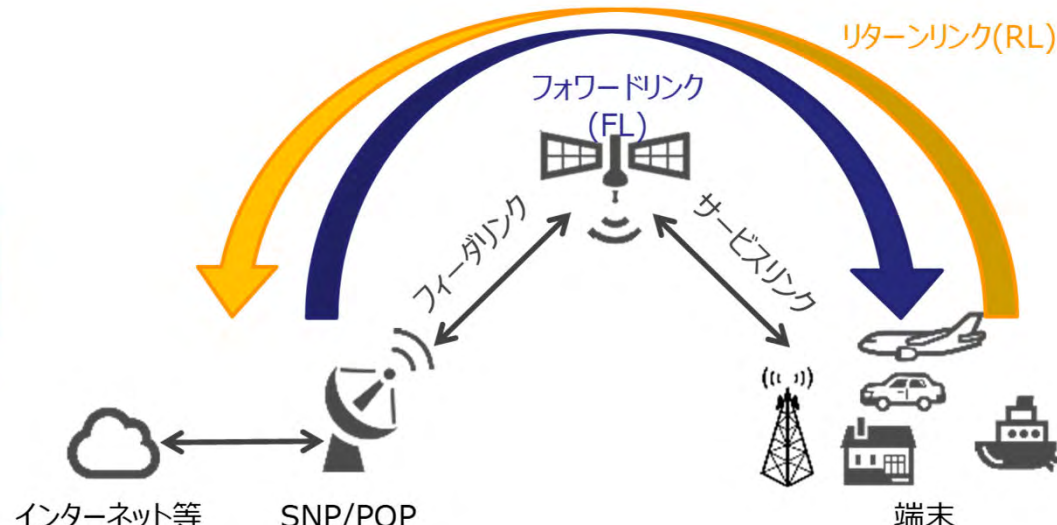 リターンリンク(RL)
フォワードリンク
(FL)
フィーダリンク
サービスリンク
インターネット等
SNP/POP
端末